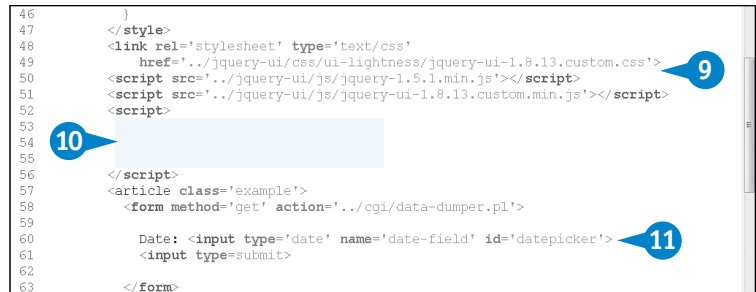 46 }
47 </style>
48 <link rel='stylesheet' type='text/css'
49 href='../jquery-ui/css/ui-lightness/jquery-ui-1.8.13.custom.css'> 9
50 <script src='../jquery-ui/js/jquery-1.5.1.min.js'></script>
51 <script src='../jquery-ui/js/jquery-ui-1.8.13.custom.min.js'></script>
52 <script>
53
54 10
55
56 </script>
57 <article class='example'>
58 <form method='get' action='../cgi/data-dumper.pl'>
59
60 Date: <input type='date' name='date-field' id='datepicker'> 11
61 <input type=submit>
62
63 </form>